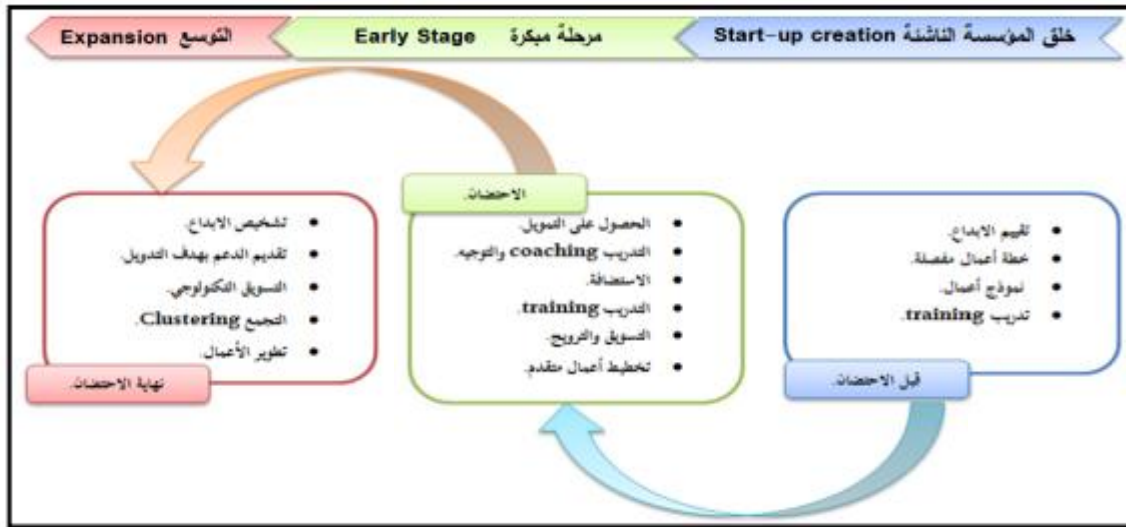 خلق المؤسسة الناشئة Start-up creation
مرحلة مبكرة Early Stage
التوسع Expansion
تقييم الابداع.
خطة أعمال مفصلة.
نموذج أعمال.
تدريب training.
قبل الاحتضان.
الاحتضان.
الحصول على التمويل.
التدريب coaching والتوجيه.
الاستضافة.
التدريب training.
التسويق والترويج.
تخطيط أعمال متقدم.
تشخيص الابداع.
تقديم الدعم بهدف التدويل.
التسويق التكنولوجي.
التجمع Clustering.
تطوير الأعمال.
نهاية الاحتضان.